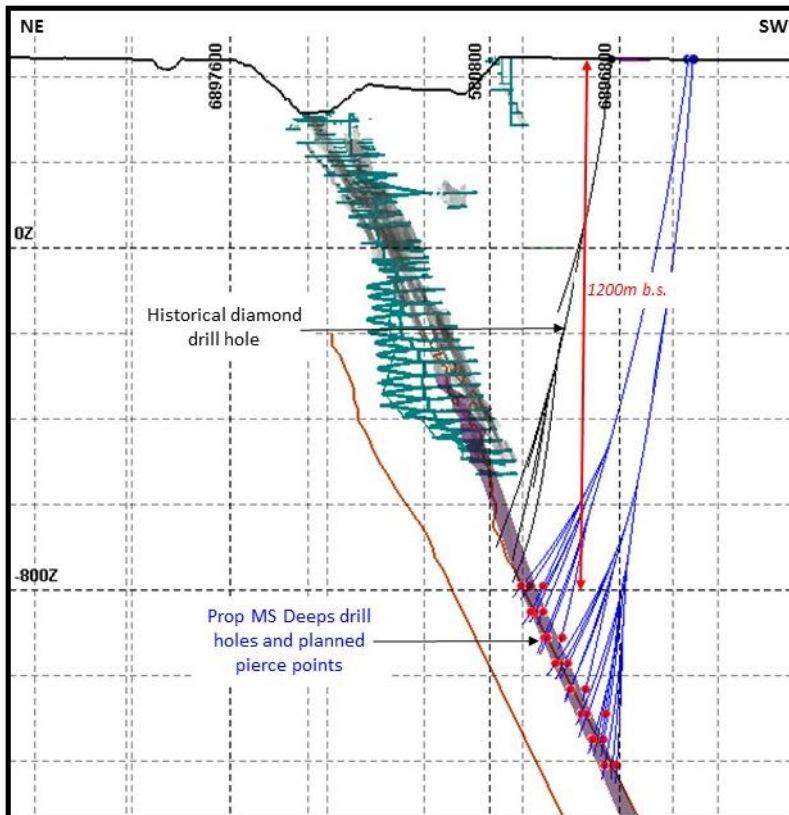 NE
SW
6897600
580800
6896800
0Z
1200m b.s.
Historical diamond
drill hole
-800Z
Prop MS Deeps drill
holes and planned
pierce points